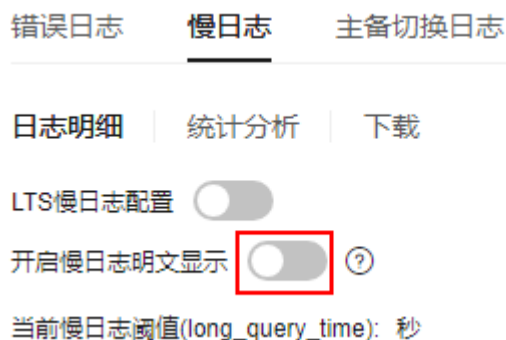 错误日志 慢日志 主备切换日志
日志明细 统计分析 下载
LTS慢日志配置
开启慢日志明文显示 ?
当前慢日志阈值(long_query_time): 秒